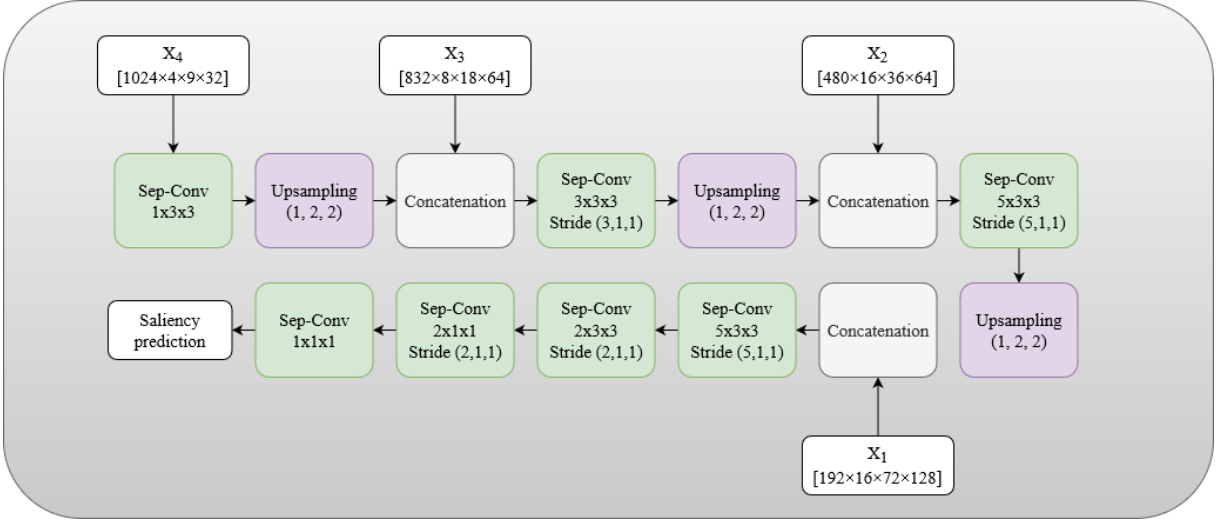 X4
[1024×4×9×32]
X3
[832×8×18×64]
X2
[480×16×36×64]
Sep-Conv
1x3x3
Upsampling
(1, 2, 2)
Concatenation
Sep-Conv
3x3x3
Stride (3,1,1)
Upsampling
(1, 2, 2)
Concatenation
Sep-Conv
5x3x3
Stride (5,1,1)
Saliency
prediction
Sep-Conv
1x1x1
Sep-Conv
2x1x1
Stride (2,1,1)
Sep-Conv
2x3x3
Stride (2,1,1)
Sep-Conv
5x3x3
Stride (5,1,1)
Concatenation
Upsampling
(1, 2, 2)
X1
[192×16×72×128]